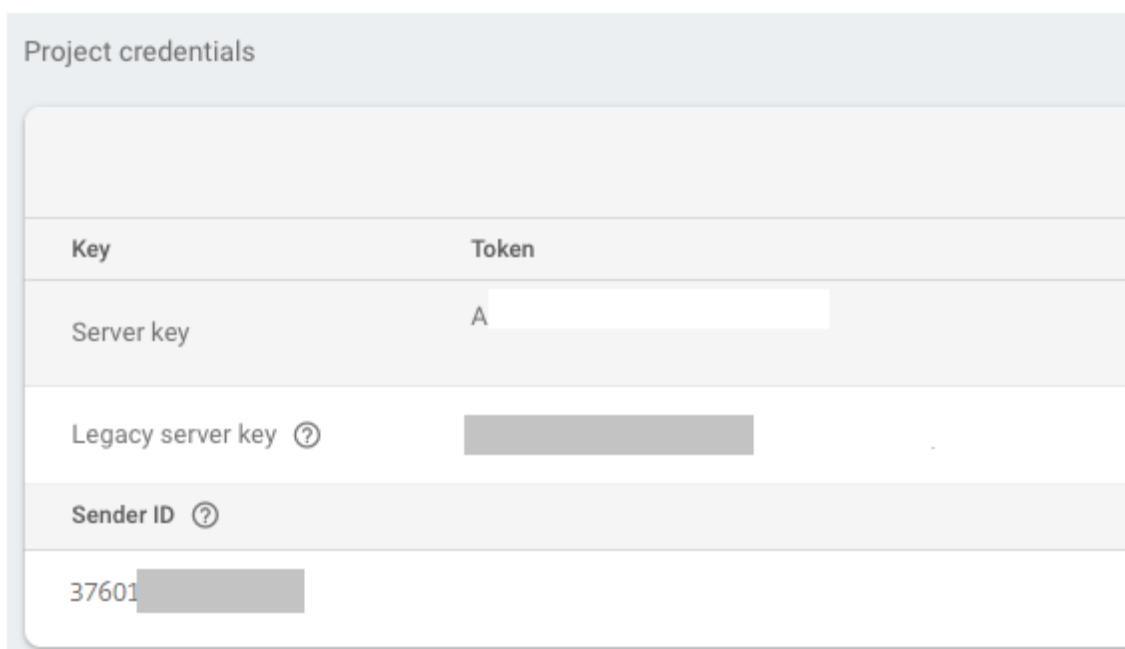 Project credentials
Key Token
Server key A
Legacy server key ?
Sender ID ?
37601